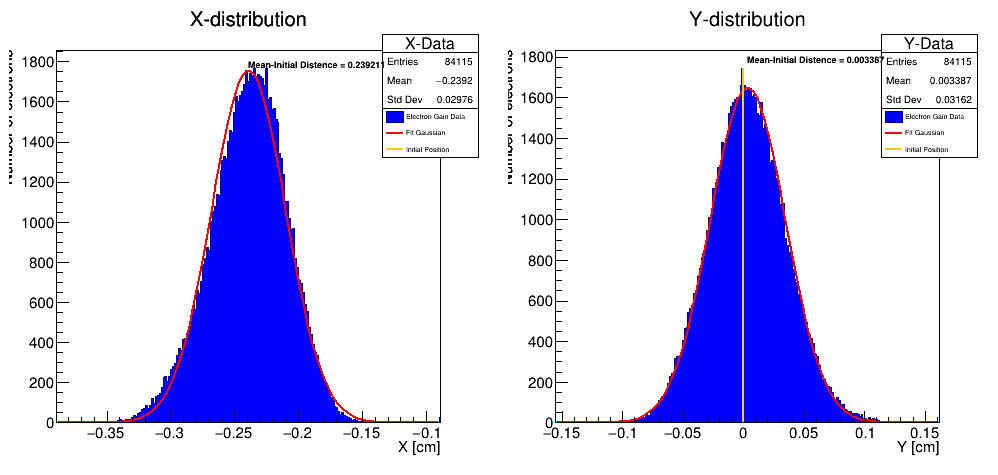 X-distribution
Mean-Initial Distence = 0.239211
X-Data
Entries 84115
Mean −0.2392
Std Dev 0.02976
Electron Gain Data
Fit Gaussian
Initial Position
1800
1600
1400
1200
1000
800
600
400
200
0
−0.35 −0.3 −0.25 −0.2 −0.15 −0.1
X [cm]
Y-distribution
Mean-Initial Distence = 0.003387
Y-Data
Entries 84115
Mean 0.003387
Std Dev 0.03162
Electron Gain Data
Fit Gaussian
Initial Position
1800
1600
1400
1200
1000
800
600
400
200
0
−0.15 −0.1 −0.05 0 0.05 0.1 0.15
Y [cm]